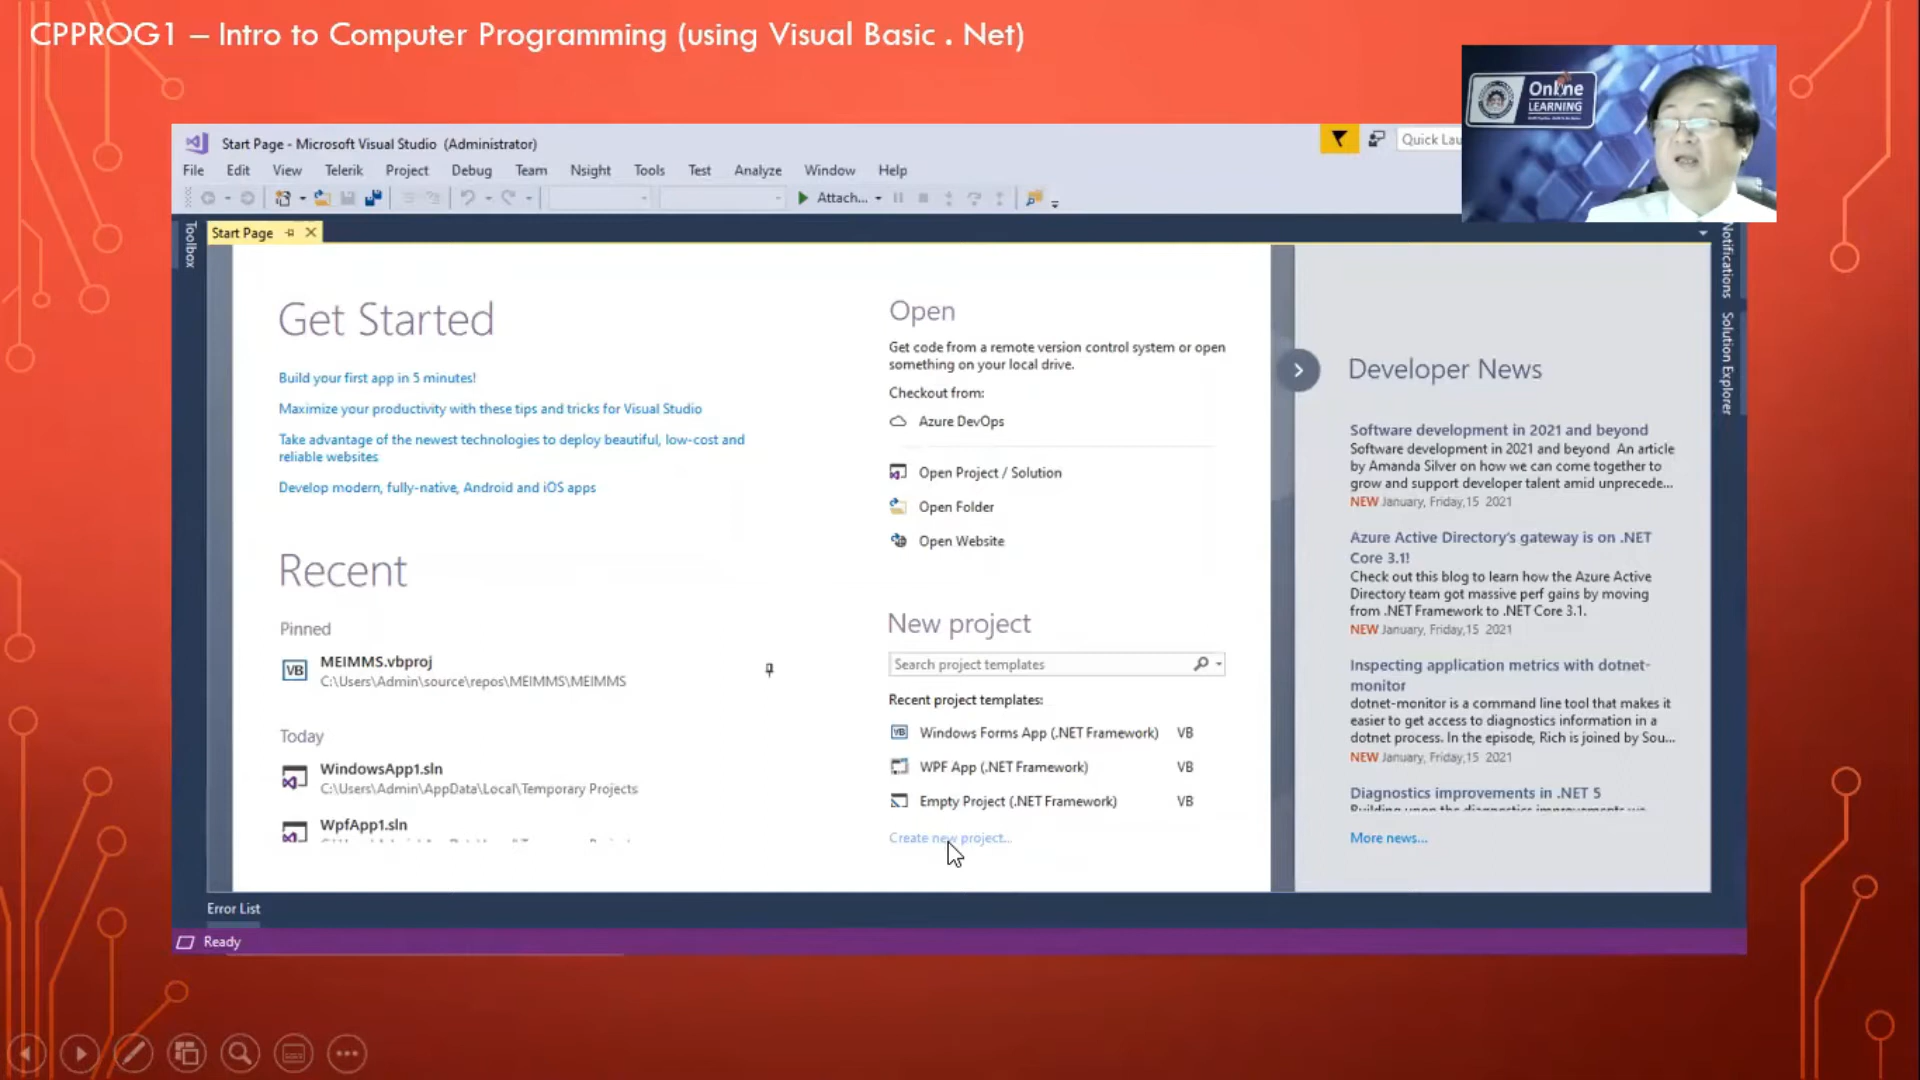 CPPROG1 – Intro to Computer Programming (using Visual Basic . Net)
Online
LEARNING
Start Page - Microsoft Visual Studio (Administrator)
Quick Lau
File Edit View Telerik Project Debug Team Nsight Tools Test Analyze Window Help
Attach...
Toolbox
Start Page
Notifications
Solution Explorer
Get Started
Build your first app in 5 minutes!
Maximize your productivity with these tips and tricks for Visual Studio
Take advantage of the newest technologies to deploy beautiful, low-cost and
reliable websites
Develop modern, fully-native, Android and iOS apps
Recent
Pinned
VB
MEIMMS.vbproj
C:\Users\Admin\source\repos\MEIMMS\MEIMMS
Today
WindowsApp1.sln
C:\Users\Admin\AppData\Local\Temporary Projects
WpfApp1.sln
Open
Get code from a remote version control system or open
something on your local drive.
Checkout from:
Azure DevOps
Open Project / Solution
Open Folder
Open Website
New project
Search project templates
Recent project templates:
Windows Forms App (.NET Framework) VB
WPF App (.NET Framework) VB
Empty Project (.NET Framework) VB
Create new project...
Developer News
Software development in 2021 and beyond
Software development in 2021 and beyond An article
by Amanda Silver on how we can come together to
grow and support developer talent amid unprecede...
NEW January, Friday,15 2021
Azure Active Directory's gateway is on .NET
Core 3.1!
Check out this blog to learn how the Azure Active
Directory team got massive perf gains by moving
from .NET Framework to .NET Core 3.1.
NEW January, Friday,15 2021
Inspecting application metrics with dotnet-
monitor
dotnet-monitor is a command line tool that makes it
easier to get access to diagnostics information in a
dotnet process. In the episode, Rich is joined by Sou...
NEW January, Friday,15 2021
Diagnostics improvements in .NET 5
More news...
Error List
Ready